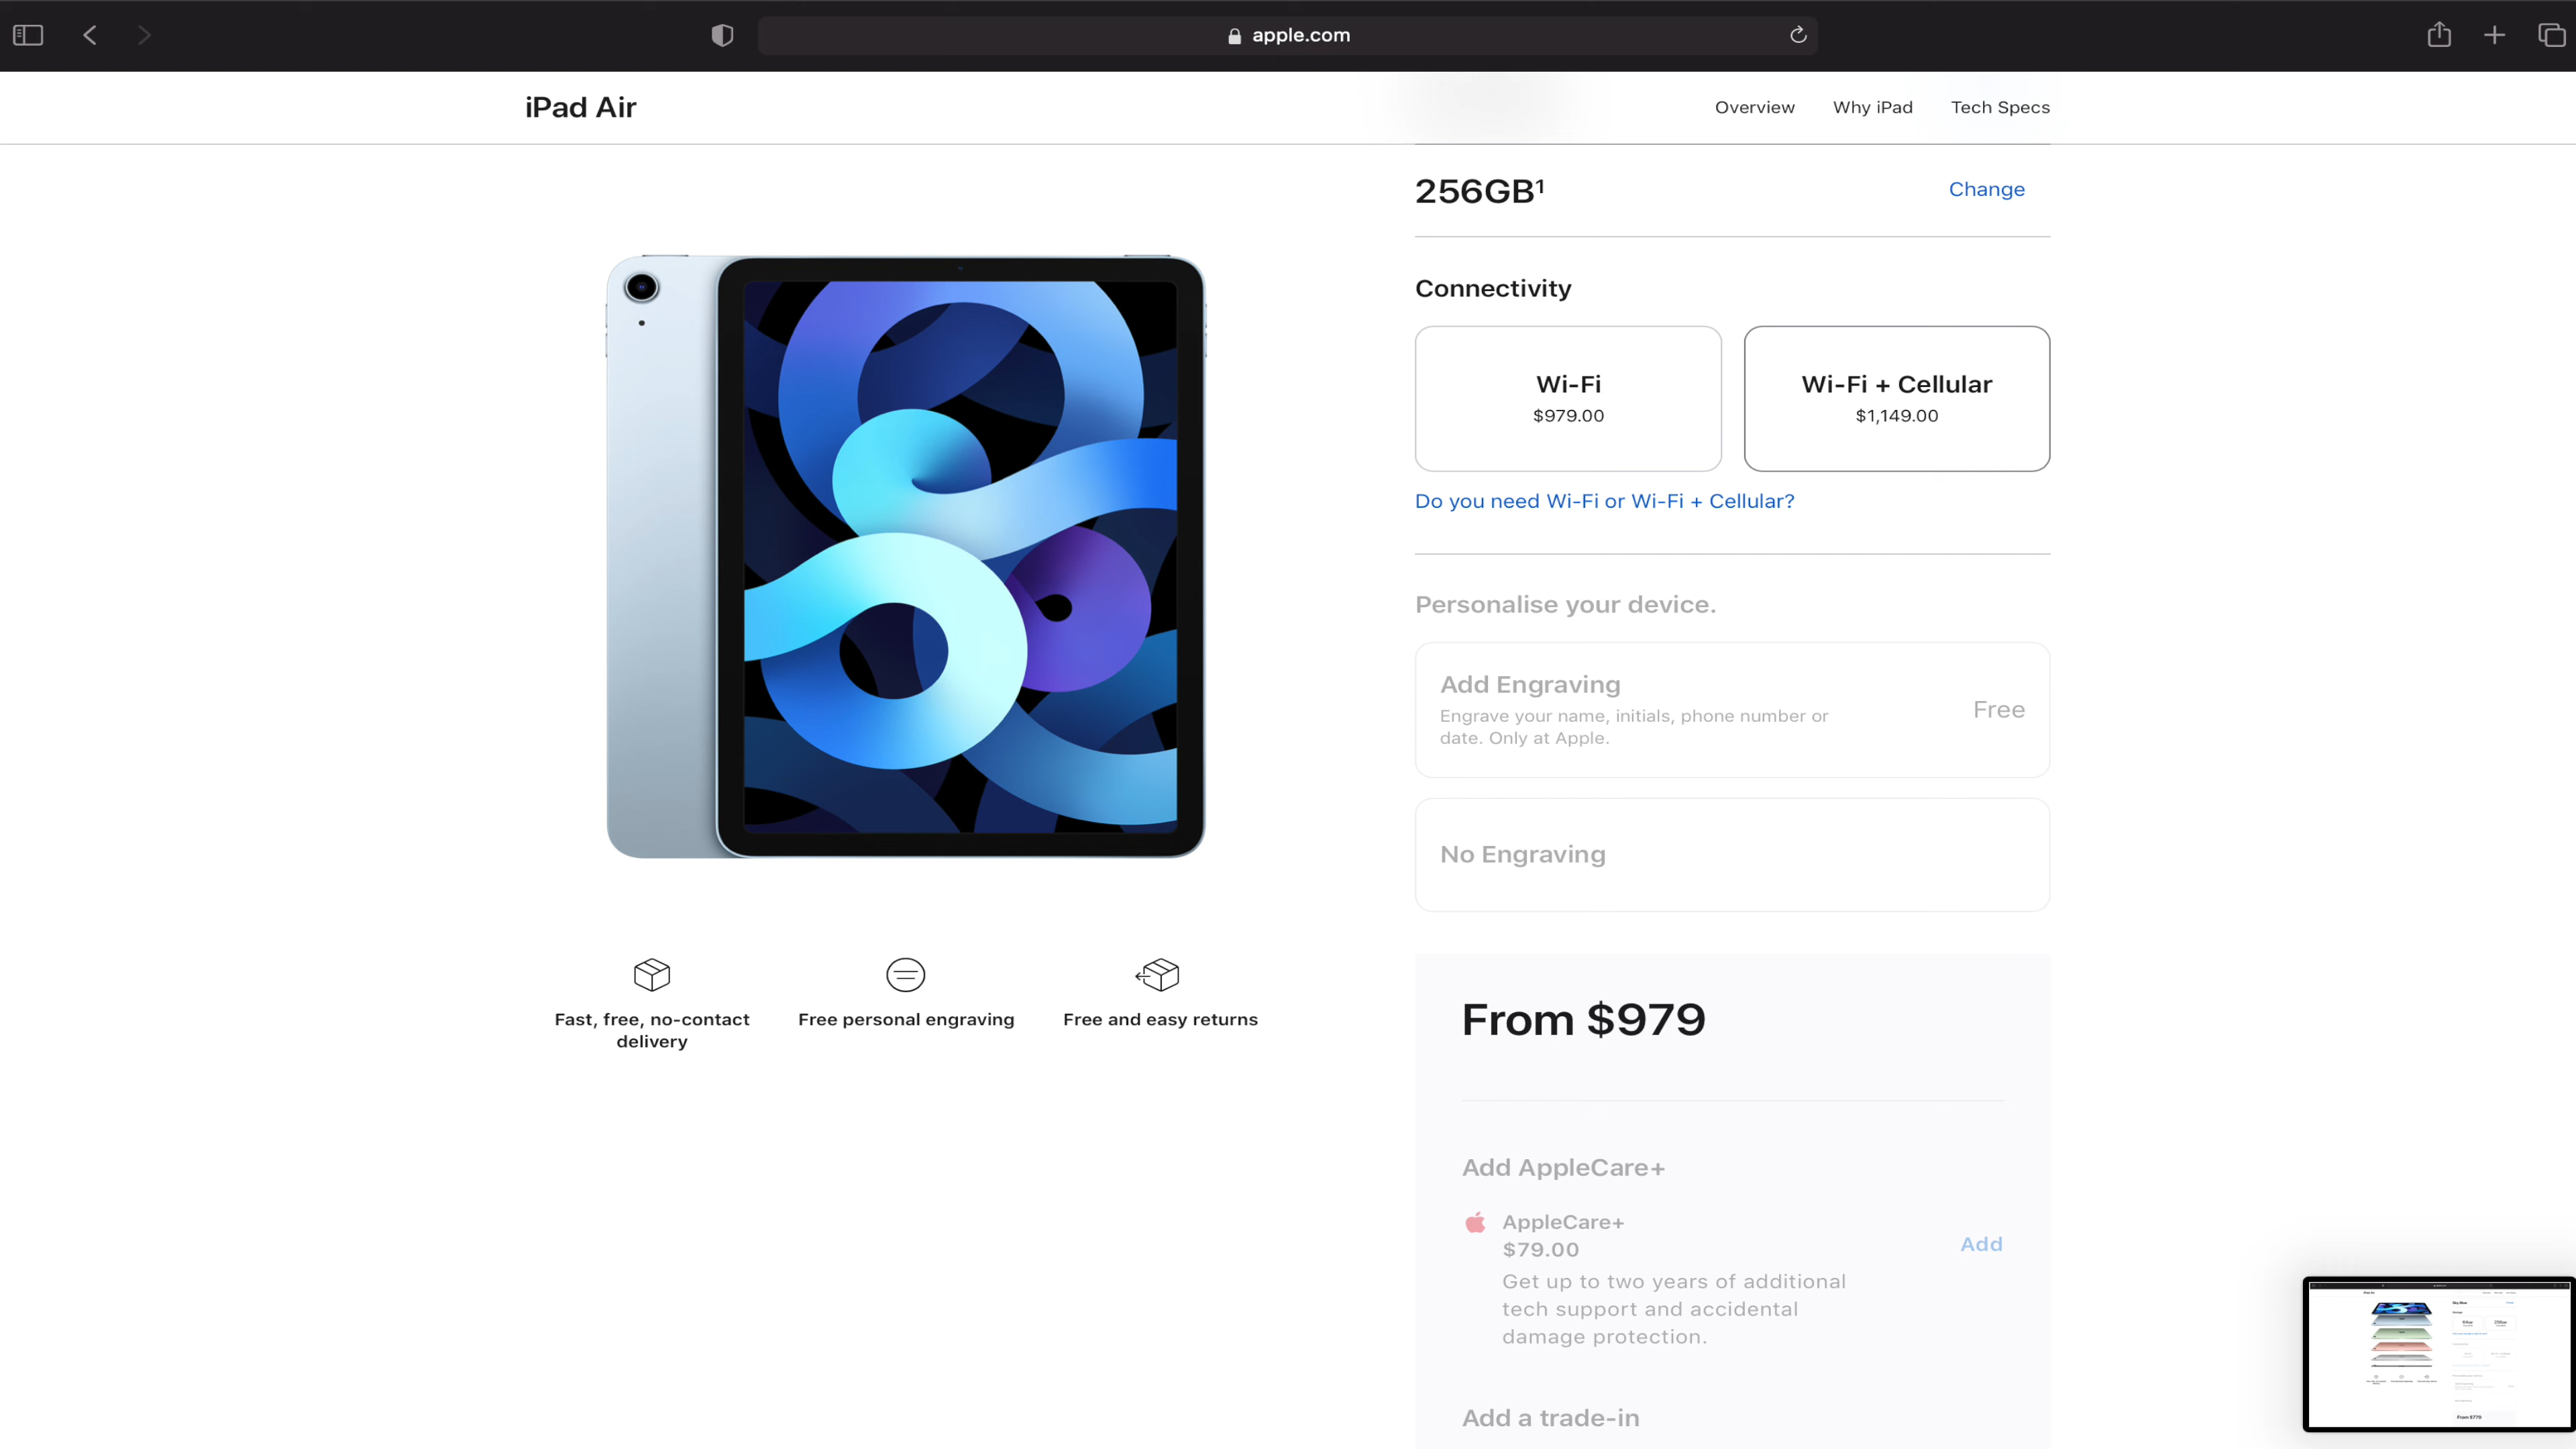 apple.com
iPad Air
Overview
Why iPad
Tech Specs
256GB¹
Change
Connectivity
Wi-Fi
$979.00
Wi-Fi + Cellular
$1,149.00
Do you need Wi-Fi or Wi-Fi + Cellular?
Personalise your device.
Add Engraving
Engrave your name, initials, phone number or
date. Only at Apple.
Free
No Engraving
Fast, free, no-contact
delivery
Free personal engraving
Free and easy returns
From $979
Add AppleCare+
AppleCare+
$79.00
Get up to two years of additional
tech support and accidental
damage protection.
Add
Add a trade-in
iPad Air
From $779